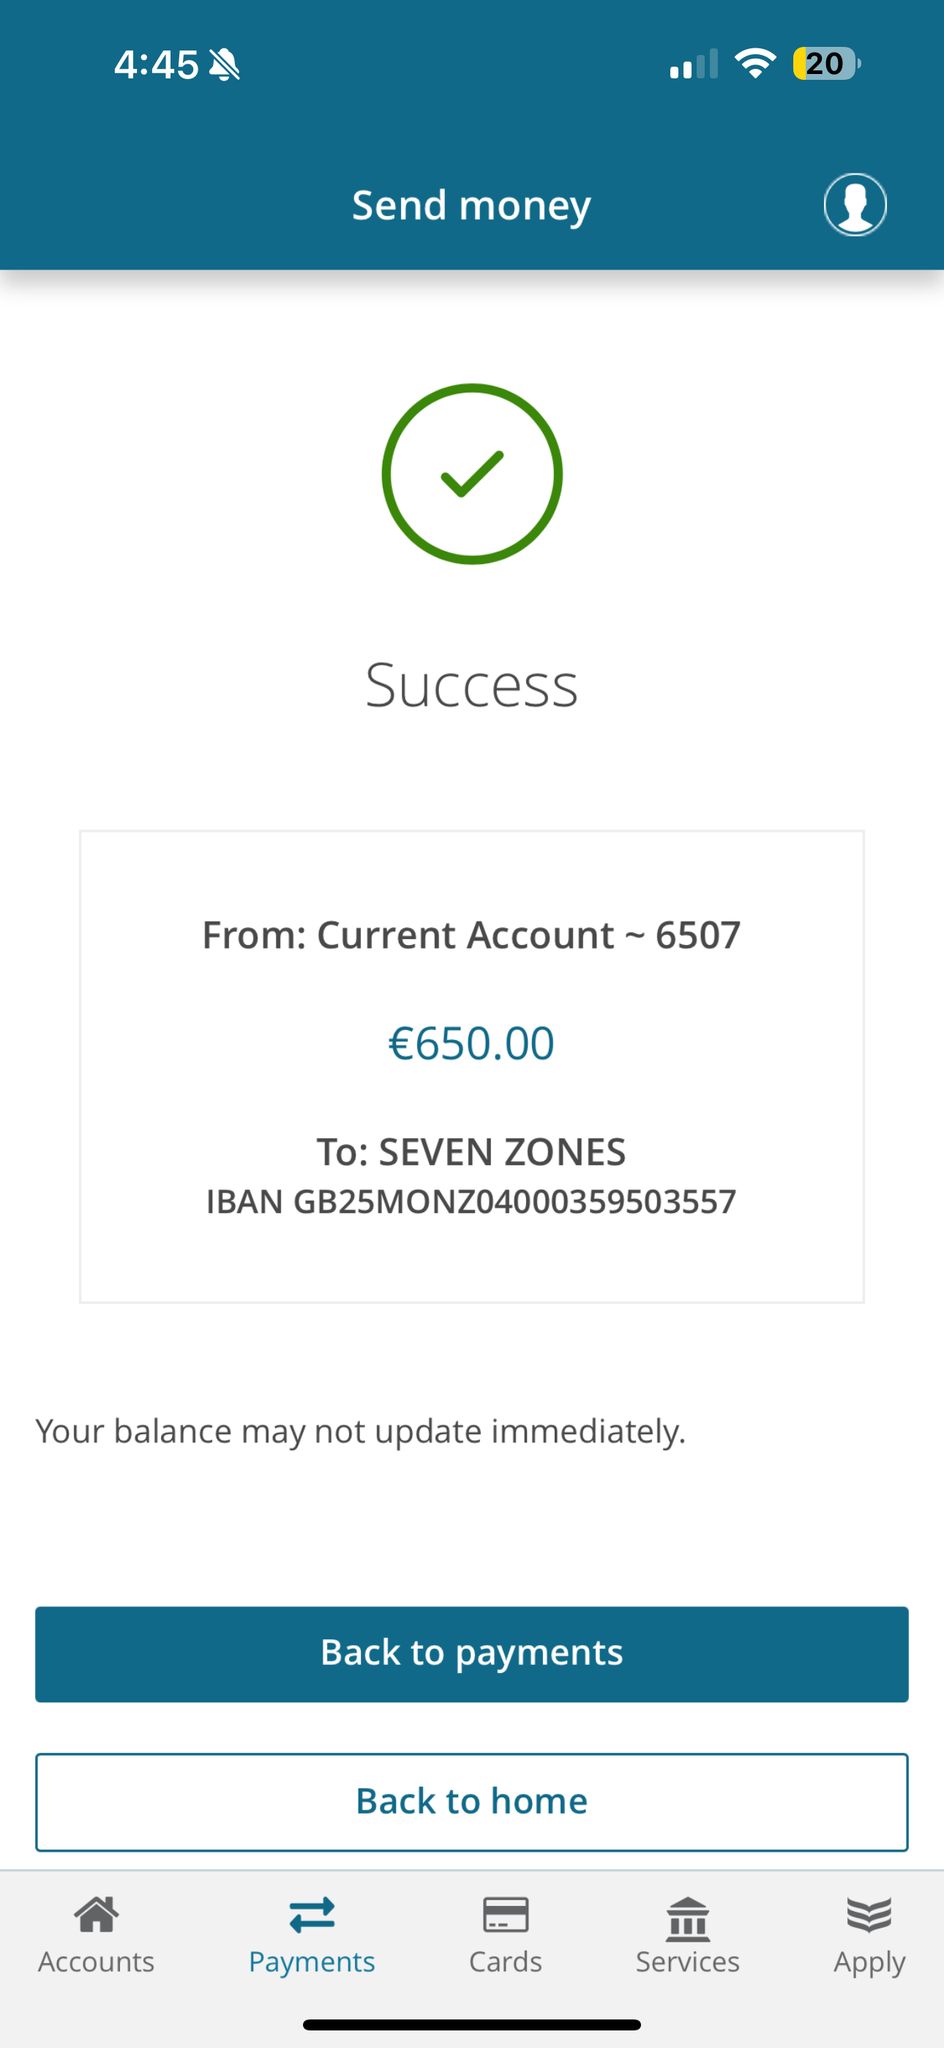 4:45
20
Send money
Success
From: Current Account ~ 6507
€650.00
To: SEVEN ZONES
IBAN GB25MONZ04000359503557
Your balance may not update immediately.
Back to payments
Back to home
Accounts Payments Cards Services Apply